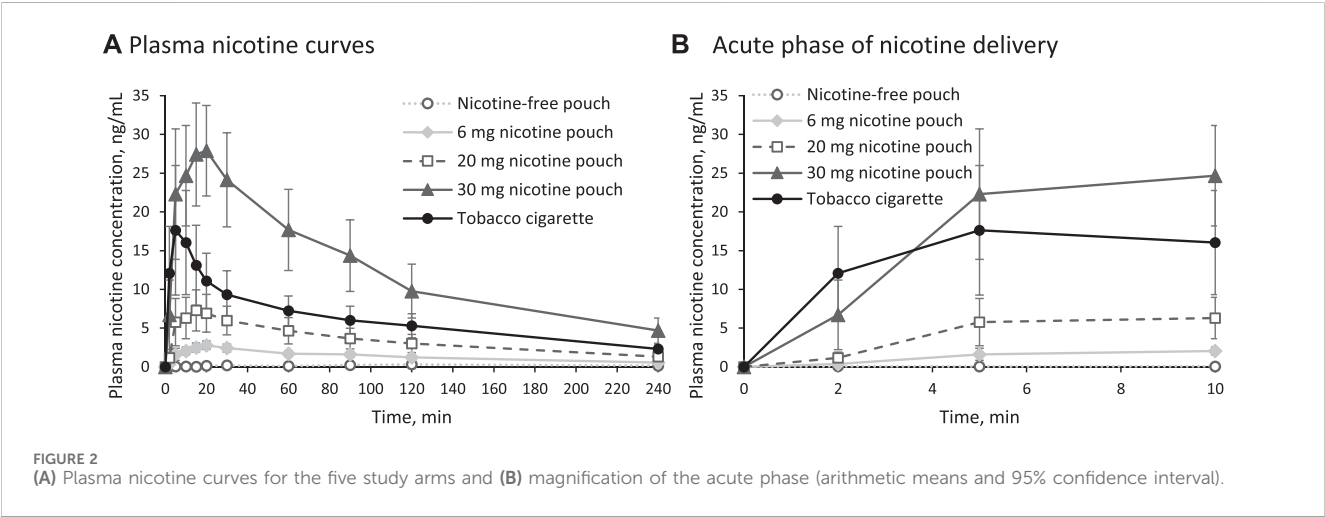 A Plasma nicotine curves
Plasma nicotine concentration, ng/mL
35
30
25
20
15
10
5
0
Nicotine-free pouch
6 mg nicotine pouch
20 mg nicotine pouch
30 mg nicotine pouch
Tobacco cigarette
0 20 40 60 80 100 120 140 160 180 200 220 240
Time, min
B Acute phase of nicotine delivery
Plasma nicotine concentration, ng/mL
35
30
25
20
15
10
5
0
Nicotine-free pouch
6 mg nicotine pouch
20 mg nicotine pouch
30 mg nicotine pouch
Tobacco cigarette
0 2 4 6 8 10
Time, min
FIGURE 2
(A) Plasma nicotine curves for the five study arms and (B) magnification of the acute phase (arithmetic means and 95% confidence interval).